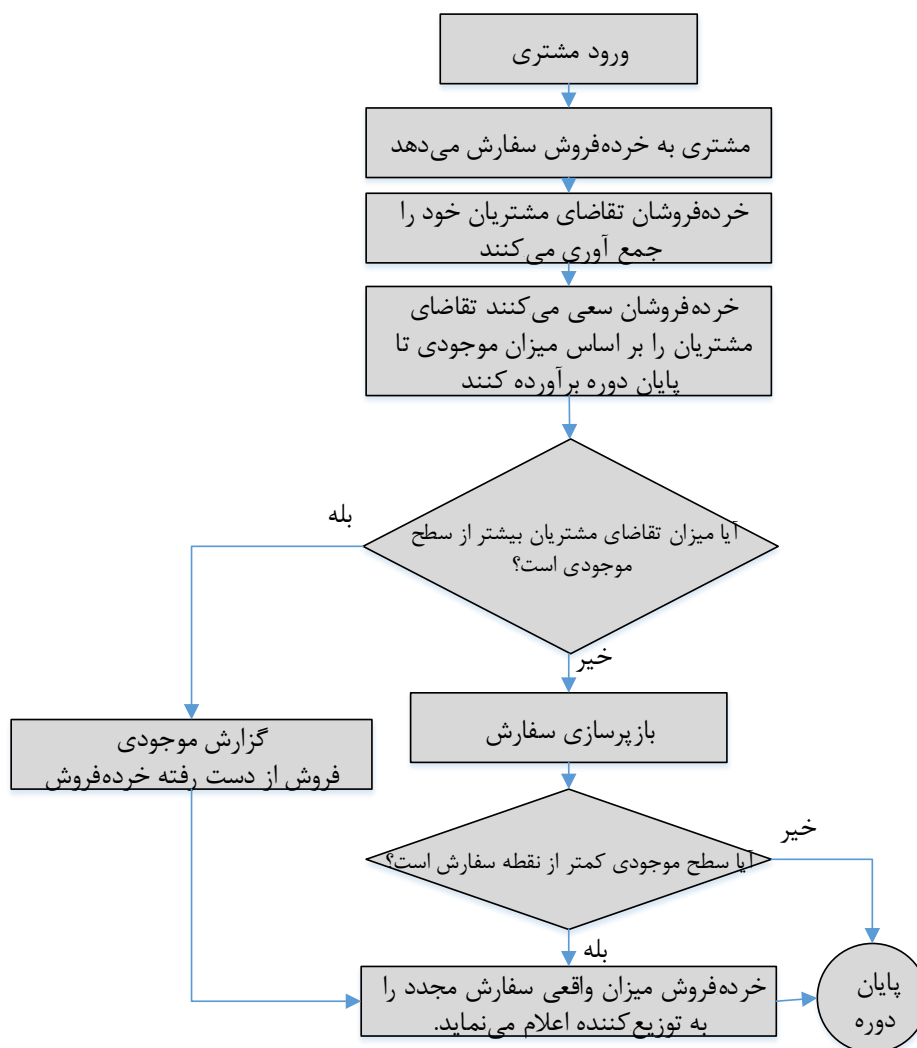 ورود مشتری
مشتری به خرده‌فروش سفارش می‌دهد
خرده‌فروشان تقاضای مشتریان خود را
جمع آوری می‌کنند
خرده‌فروشان سعی می‌کنند تقاضای
مشتریان را بر اساس میزان موجودی تا
پایان دوره برآورده کنند
آیا میزان تقاضای مشتریان بیشتر از سطح
موجودی است؟
بله
خیر
بازپرسازی سفارش
گزارش موجودی
فروش از دست رفته خرده‌فروش
آیا سطح موجودی کمتر از نقطه سفارش است؟
خیر
بله
خرده‌فروش میزان واقعی سفارش مجدد را
به توزیع‌کننده اعلام می‌نماید.
پایان
دوره